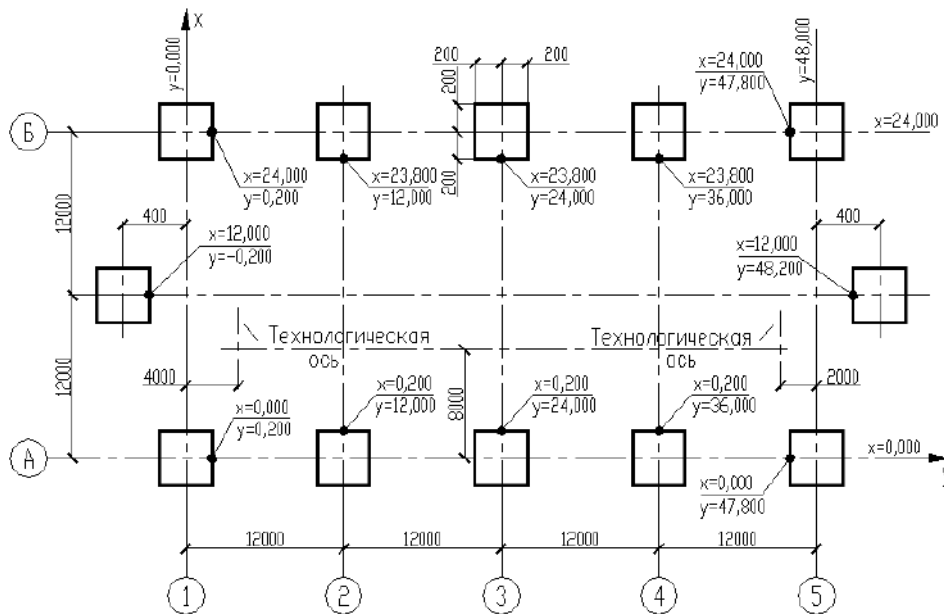 X
y=0.000
200
200
200
x=24,000
y=47,800
y=48,000
Б
x=24,000
x=24,000
y=0,200
x=23,800
y=12,000
200
x=23,800
y=24,000
x=23,800
y=36,000
12000
400
x=12,000
y=-0,200
x=12,000
y=48,200
400
Технологическая
ось
Технологическая
ось
12000
4000
8000
2000
x=0,000
y=0,200
x=0,200
y=12,000
x=0,200
y=24,000
x=0,200
y=36,000
А
x=0,000
x=0,000
y=47,800
12000
12000
12000
12000
1
2
3
4
5